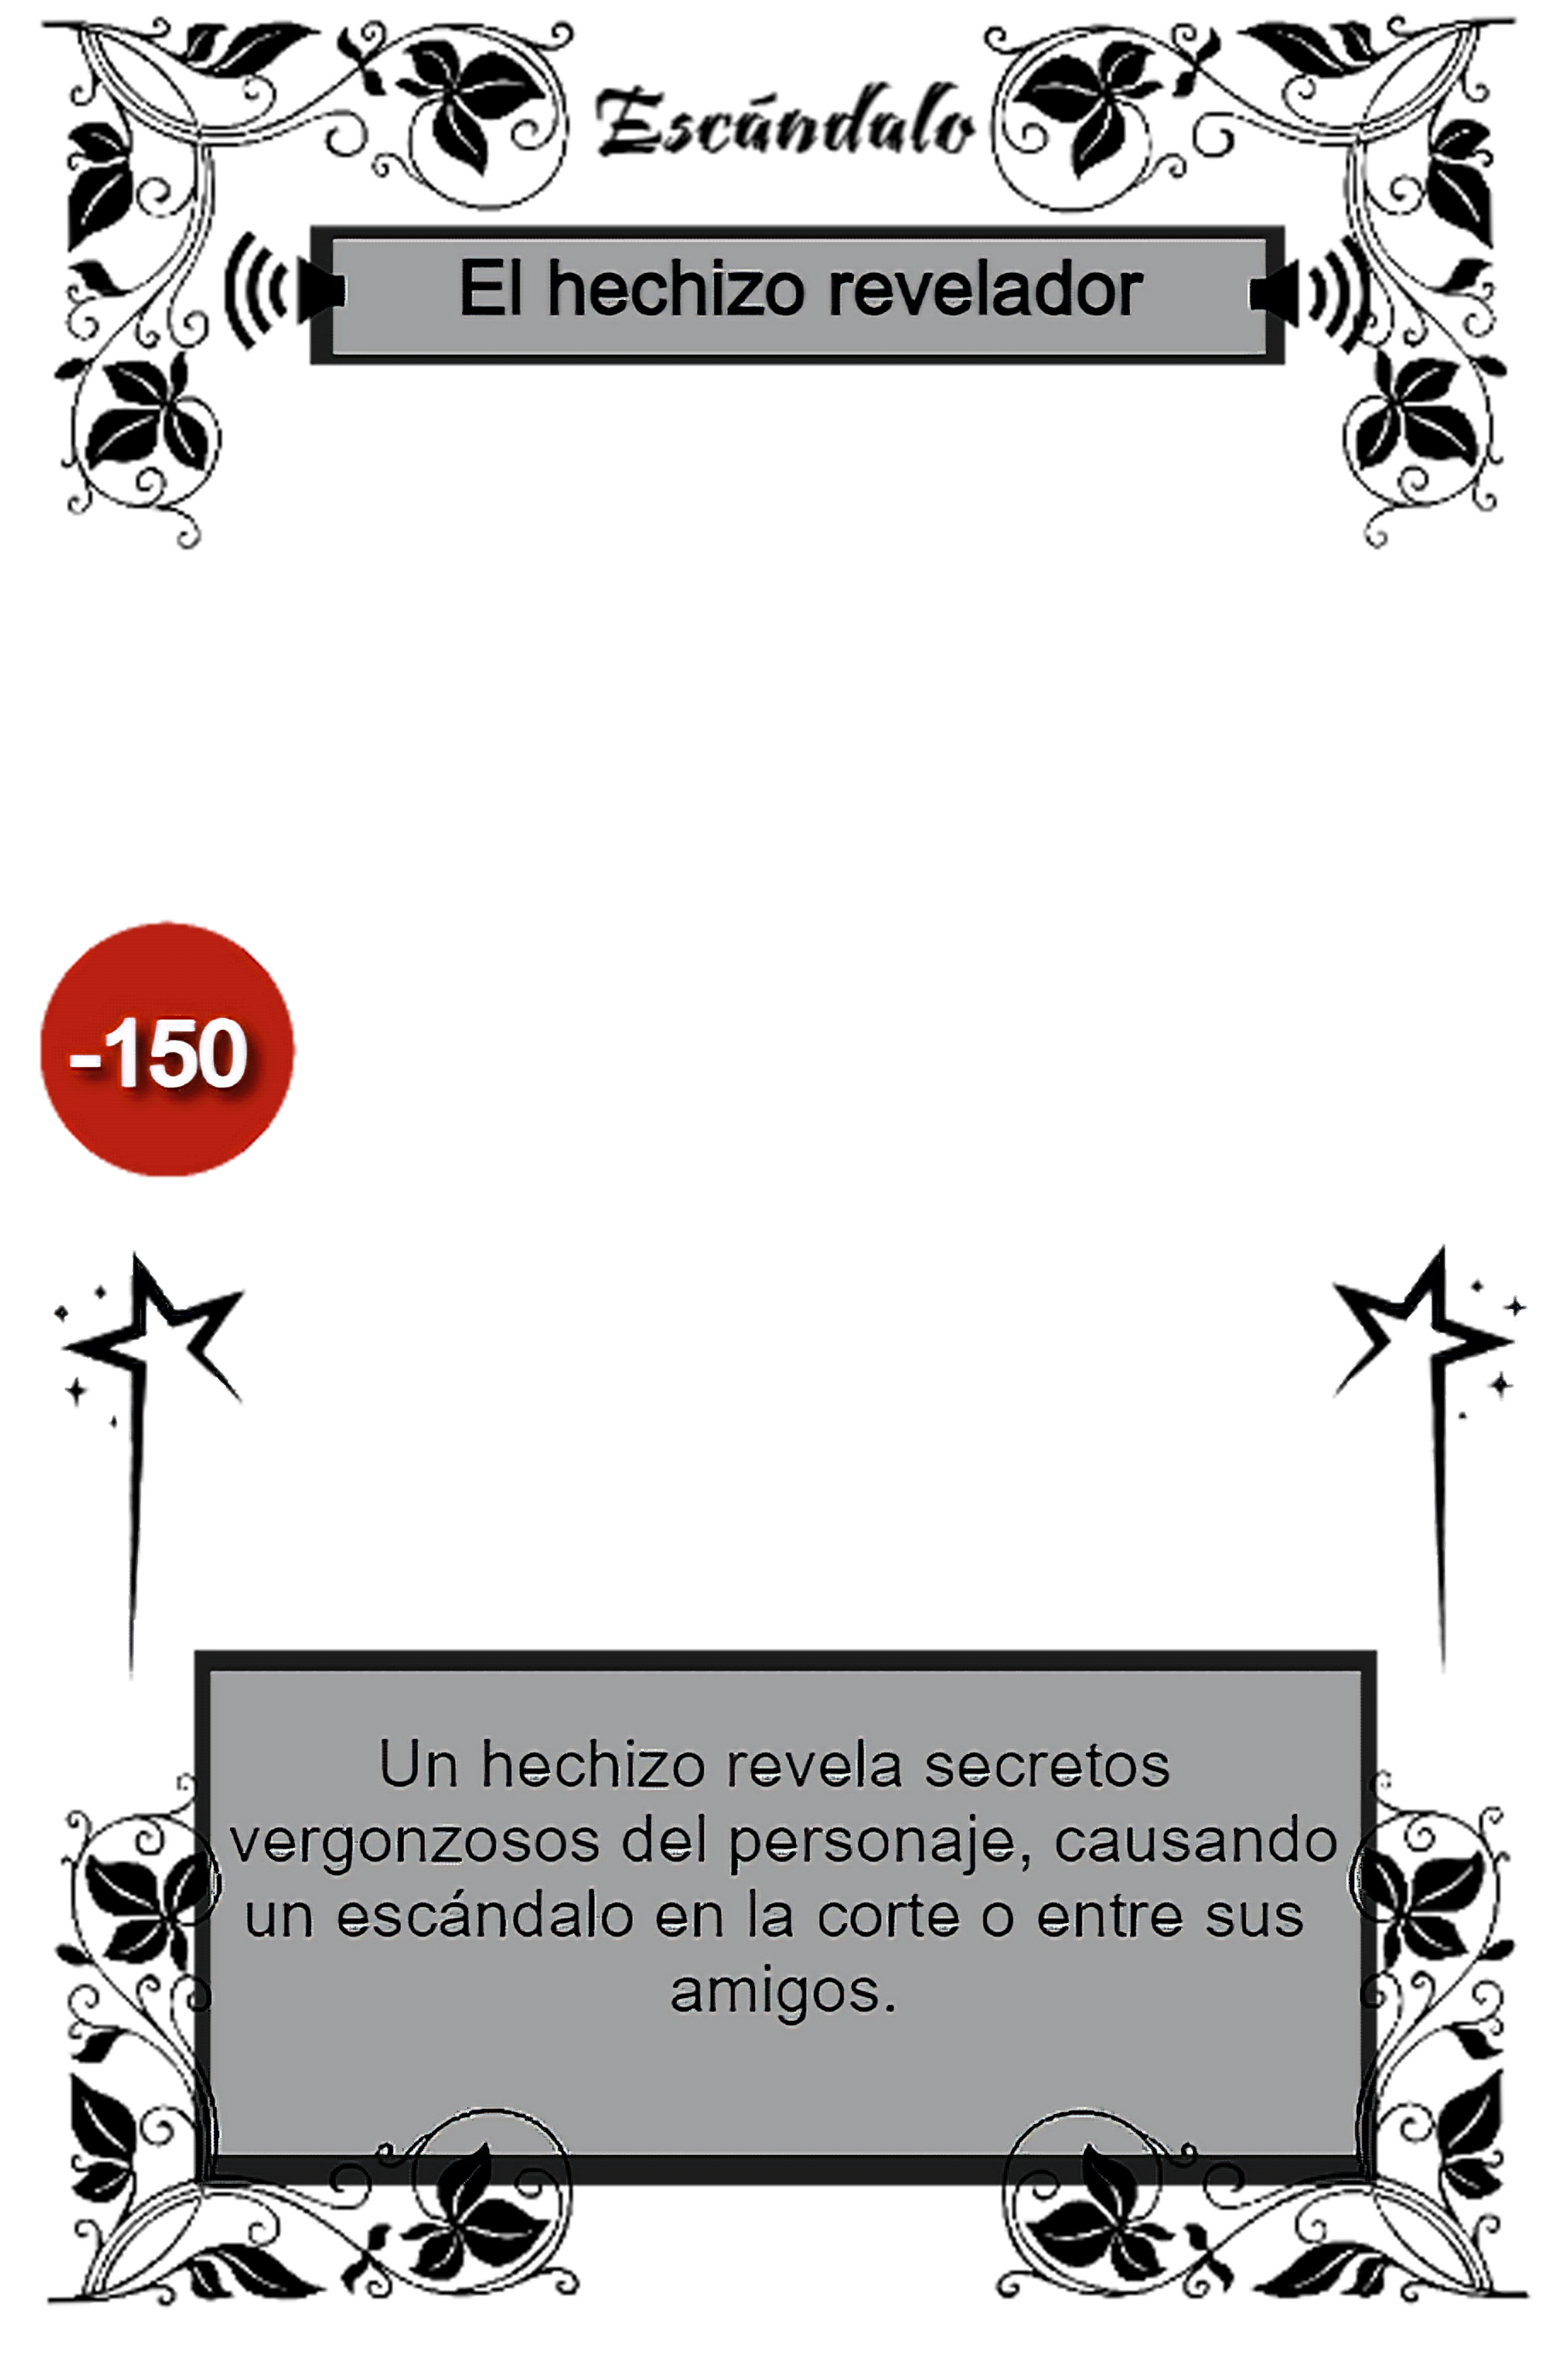 Escándalo
El hechizo revelador
-150
Un hechizo revela secretos
vergonzosos del personaje, causando
un escándalo en la corte o entre sus
amigos.